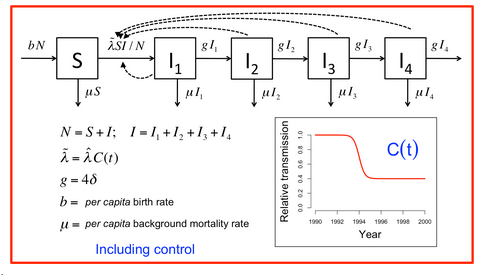 bN
S
λ̃SI / N
I₁
gI₁
I₂
gI₂
I₃
gI₃
I₄
gI₄
μS
μI₁
μI₂
μI₃
μI₄
N = S + I; I = I₁ + I₂ + I₃ + I₄
λ̃ = λ̂C(t)
g = 4δ
b = per capita birth rate
μ = per capita background mortality rate
Including control
Relative transmission
0.0 0.2 0.4 0.6 0.8 1.0
C(t)
1990 1992 1994 1996 1998 2000
Year